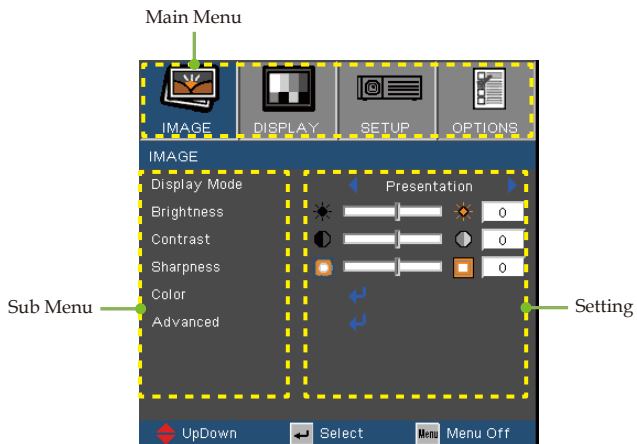 Main Menu
IMAGE DISPLAY SETUP OPTIONS
IMAGE
Display Mode Presentation
Brightness 0
Contrast 0
Sharpness 0
Color
Sub Menu
Setting
Advanced
UpDown Select Menu Menu Off